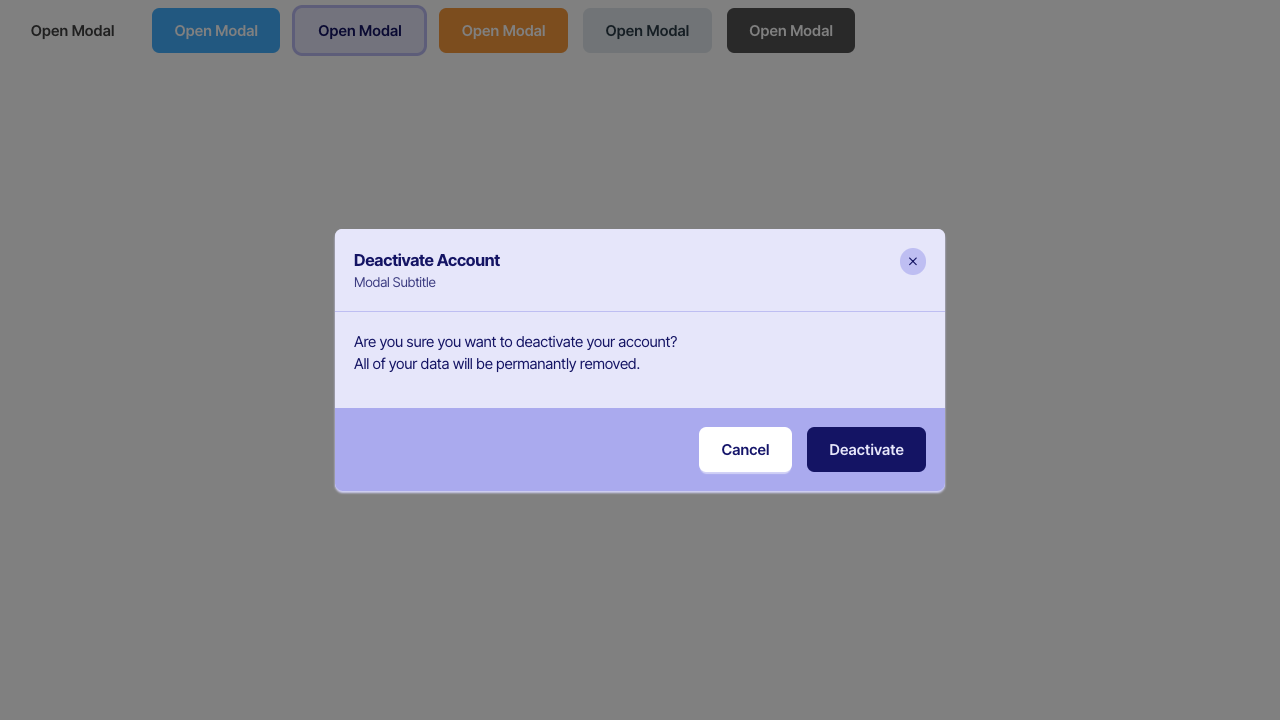 Open Modal Open Modal Open Modal Open Modal Open Modal Open Modal
Deactivate Account
Modal Subtitle
Are you sure you want to deactivate your account?
All of your data will be permanantly removed.
Cancel Deactivate